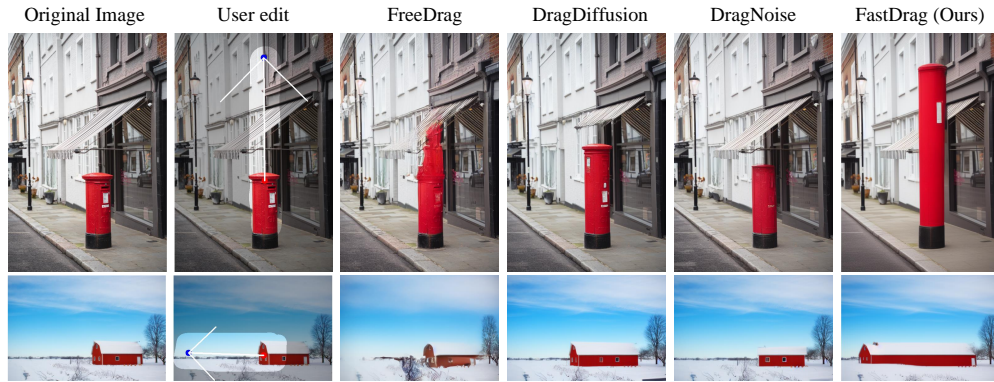 Original Image
User edit
FreeDrag
DragDiffusion
DragNoise
FastDrag (Ours)